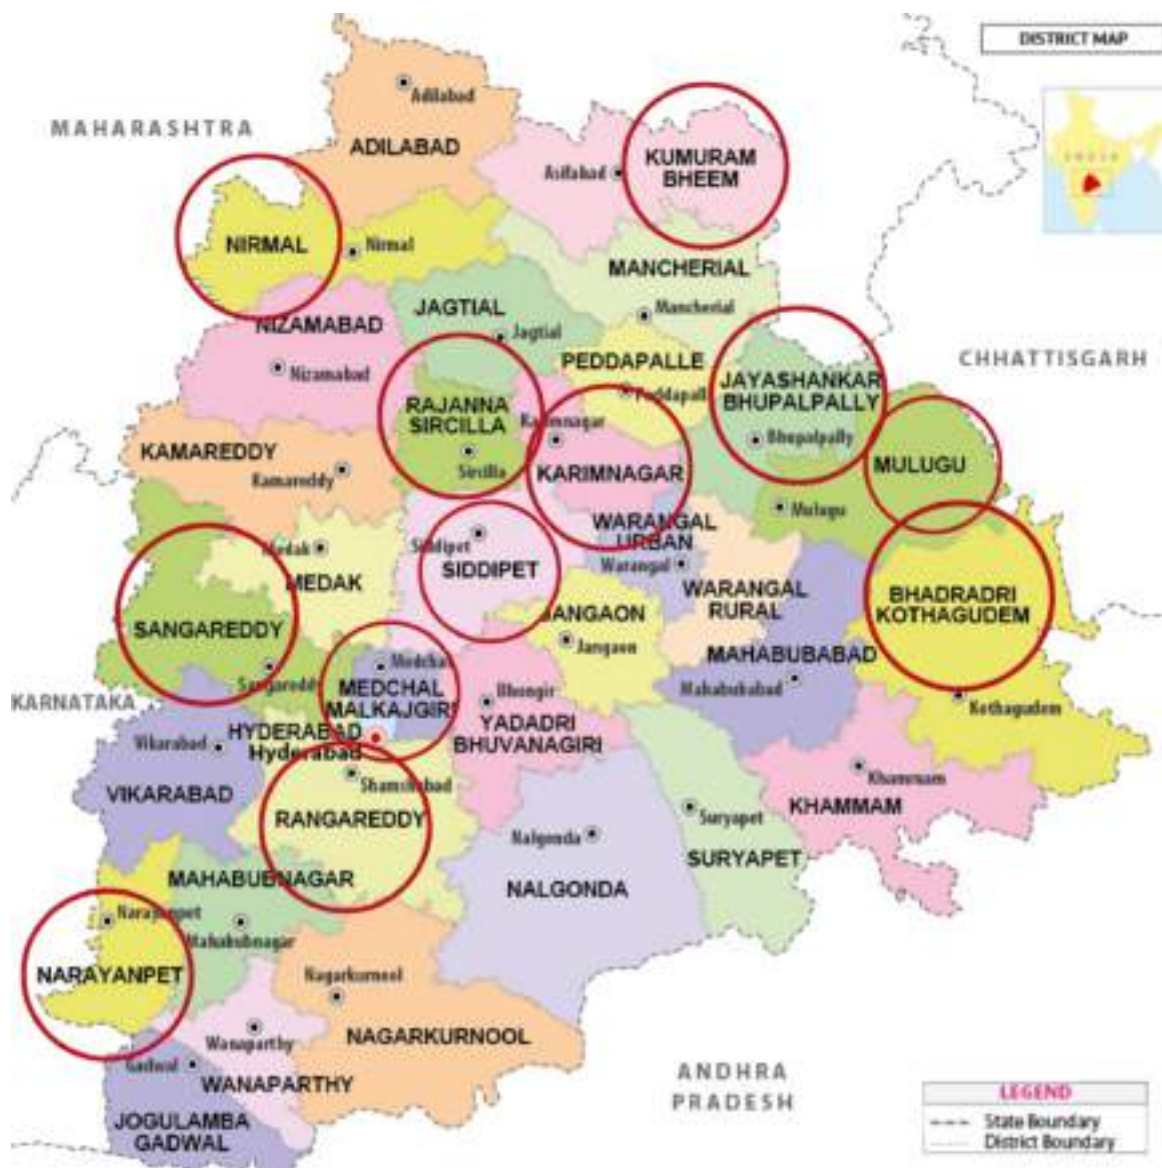 DISTRICT MAP
Adilabad
MAHARASHTRA
ADILABAD
KUMURAM
BHEEM
Asifabad
INDIA
NIRMAL
Nirmal
MANCHERIAL
JAGTIAL
Mancherial
NIZAMABAD
Jagtial
PEDDAPALLE
CHHATTISGARH
Nizamabad
JAYASHANKAR
BHUPALPALLY
Peddapall
RAJANNA
SIRCILLA
Karimnagar
Bhupalpally
KAMAREDDY
Sircilla
KARIMNAGAR
MULUGU
Kamareddy
Mulugu
WARANGAL
URBAN
Siddipet
Medak
SIDDIPET
Warangal
MEDAK
WARANGAL
RURAL
BHADRADRI
KOTHAGUDEM
JANGAON
SANGAREDDY
Jangaon
MAHABUBABAD
Medchal
Sangareddy
Mahabubabad
MEDCHAL
MALKAJGIRI
Bhongir
KARNATAKA
Kothagudem
YADADRI
BHUVANAGIRI
HYDERABAD
Hyderabad
Vikarabad
Shamshabad
Khammam
VIKARABAD
KHAMMAM
RANGAREDDY
Suryapet
Nalgonda
SURYAPET
MAHABUBNAGAR
NALGONDA
Narayanpet
Mahabubnagar
NARAYANPET
Nagarkurnool
Wanaparthy
NAGARKURNOOL
Gadwal
WANAPARTHY
ANDHRA
PRADESH
JOGULAMBA
GADWAL
LEGEND
State Boundary
District Boundary